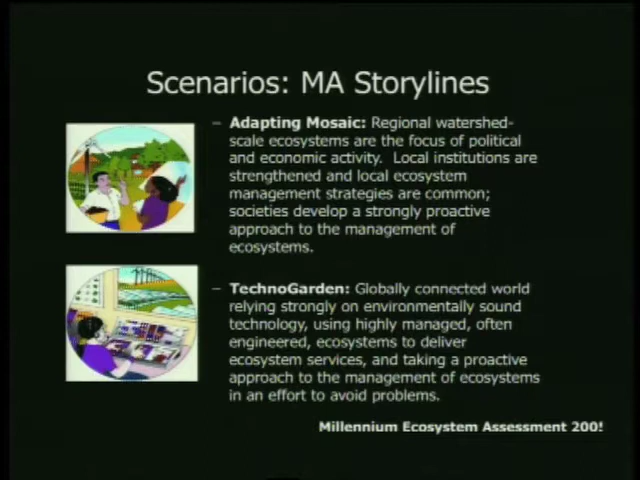 Scenarios: MA Storylines
– Adapting Mosaic: Regional watershed-
scale ecosystems are the focus of political
and economic activity. Local institutions are
strengthened and local ecosystem
management strategies are common;
societies develop a strongly proactive
approach to the management of
ecosystems.
– TechnoGarden: Globally connected world
relying strongly on environmentally sound
technology, using highly managed, often
engineered, ecosystems to deliver
ecosystem services, and taking a proactive
approach to the management of ecosystems
in an effort to avoid problems.
Millennium Ecosystem Assessment